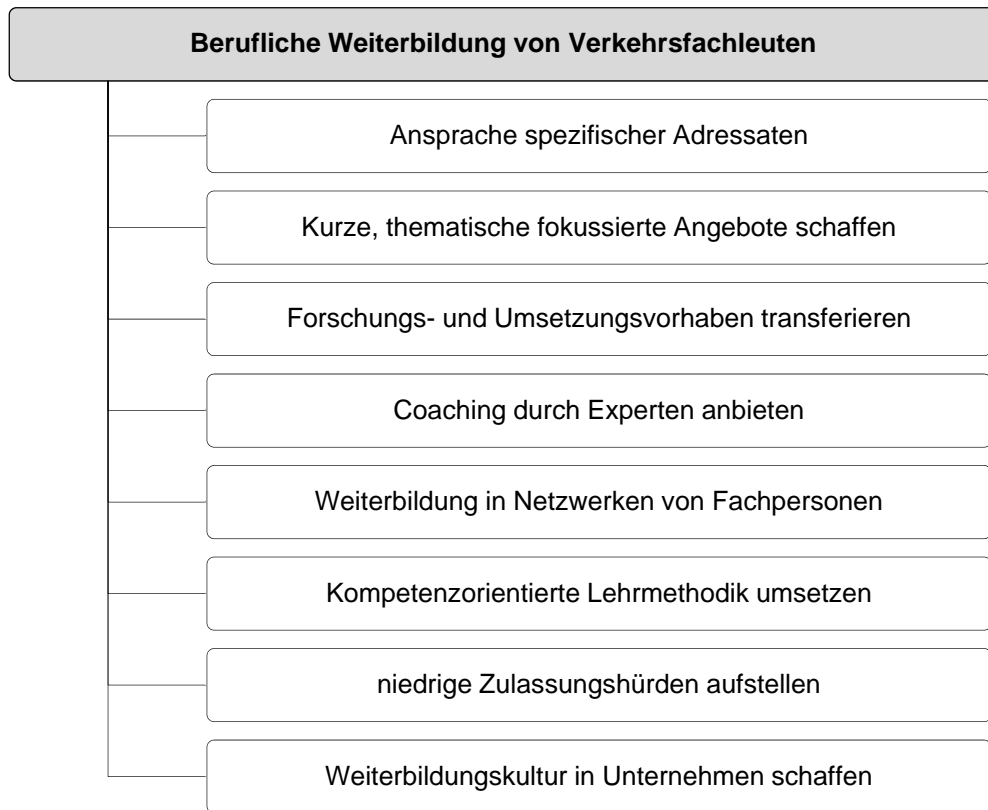 Berufliche Weiterbildung von Verkehrsfachleuten
Ansprache spezifischer Adressaten
Kurze, thematische fokussierte Angebote schaffen
Forschungs- und Umsetzungsvorhaben transferieren
Coaching durch Experten anbieten
Weiterbildung in Netzwerken von Fachpersonen
Kompetenzorientierte Lehrmethodik umsetzen
niedrige Zulassungshürden aufstellen
Weiterbildungskultur in Unternehmen schaffen